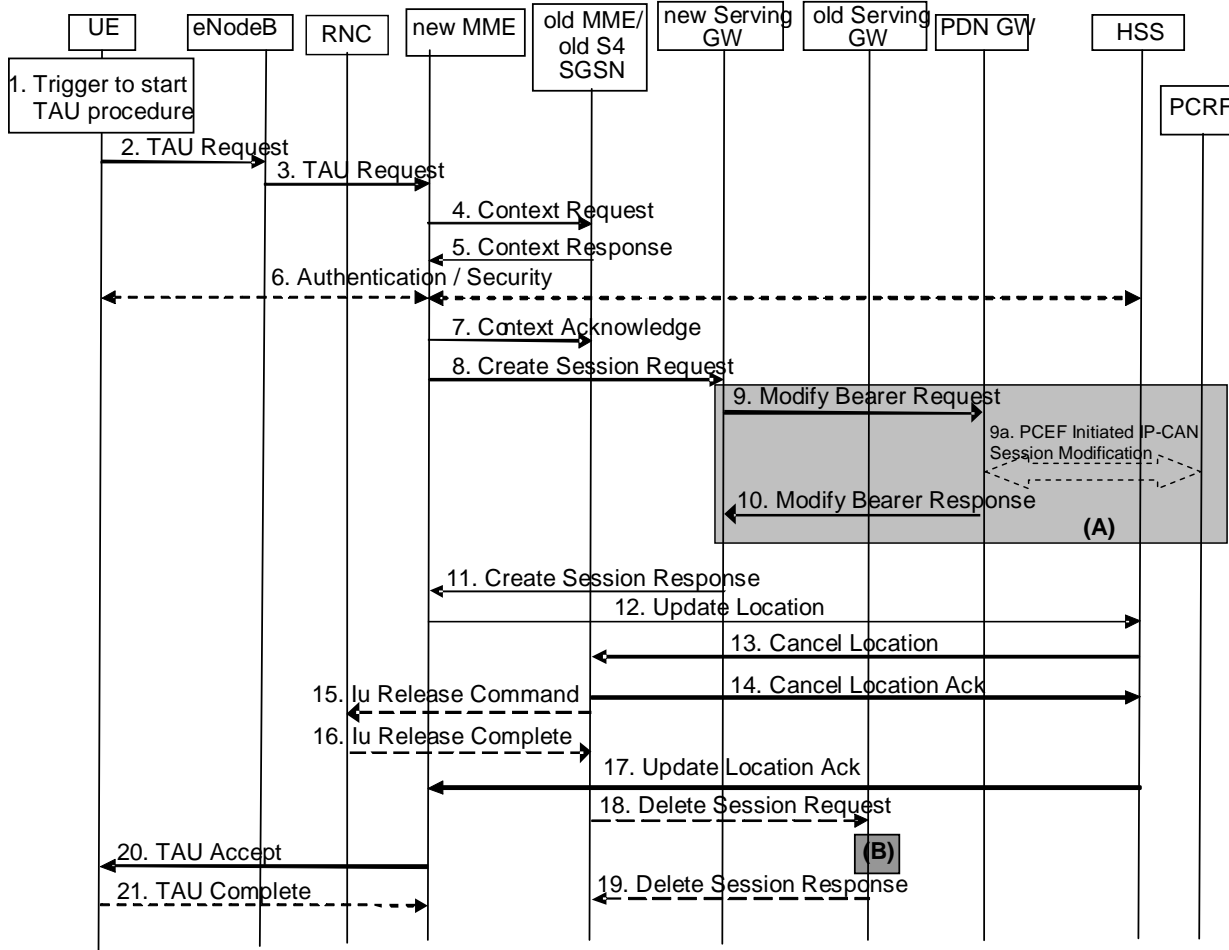 UE
eNodeB
RNC
new MME
old MME/
old S4
SGSN
new Serving
GW
old Serving
GW
PDN GW
HSS
PCRF
1. Trigger to start
TAU procedure
2. TAU Request
3. TAU Request
4. Context Request
5. Context Response
6. Authentication / Security
7. Context Acknowledge
8. Create Session Request
9. Modify Bearer Request
9a. PCEF Initiated IP-CAN
Session Modification
10. Modify Bearer Response
(A)
11. Create Session Response
12. Update Location
13. Cancel Location
14. Cancel Location Ack
15. Iu Release Command
16. Iu Release Complete
17. Update Location Ack
18. Delete Session Request
(B)
20. TAU Accept
19. Delete Session Response
21. TAU Complete